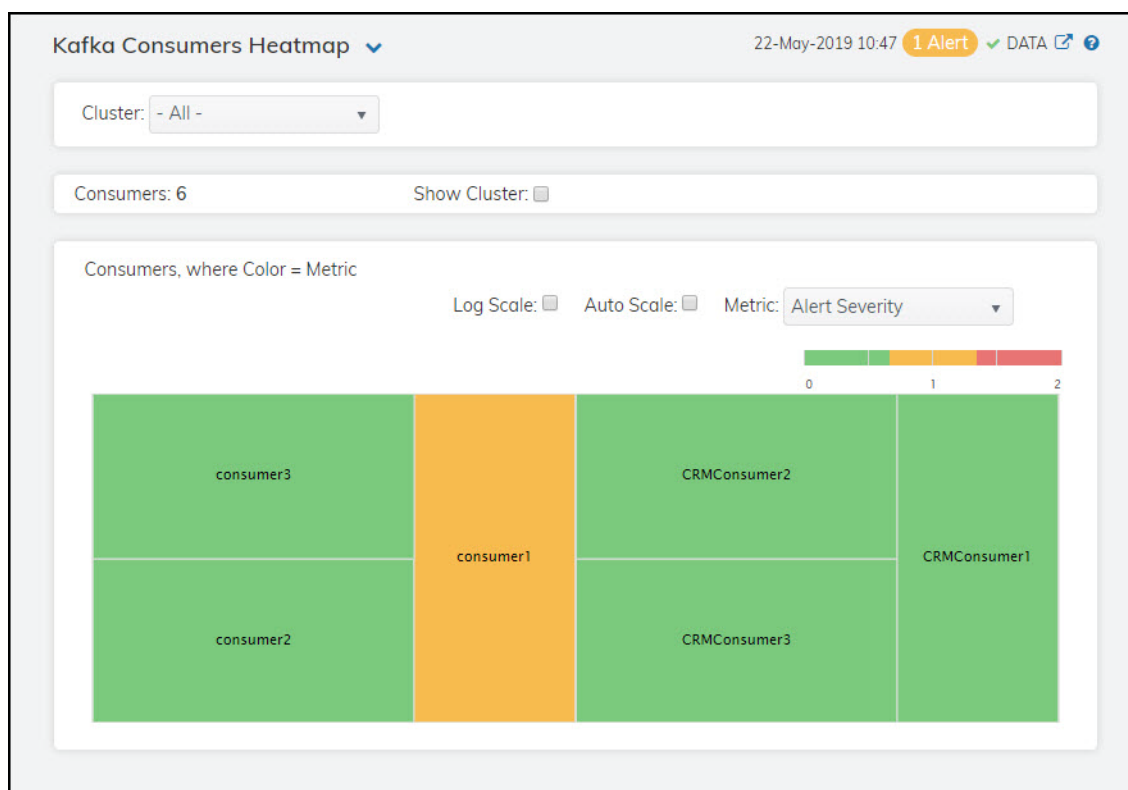 Kafka Consumers Heatmap
22-May-2019 10:47 1 Alert DATA
Cluster: - All -
Consumers: 6 Show Cluster:
Consumers, where Color = Metric
Log Scale: Auto Scale: Metric: Alert Severity
0 1 2
consumer3
CRMConsumer2
consumer1
CRMConsumer1
consumer2
CRMConsumer3